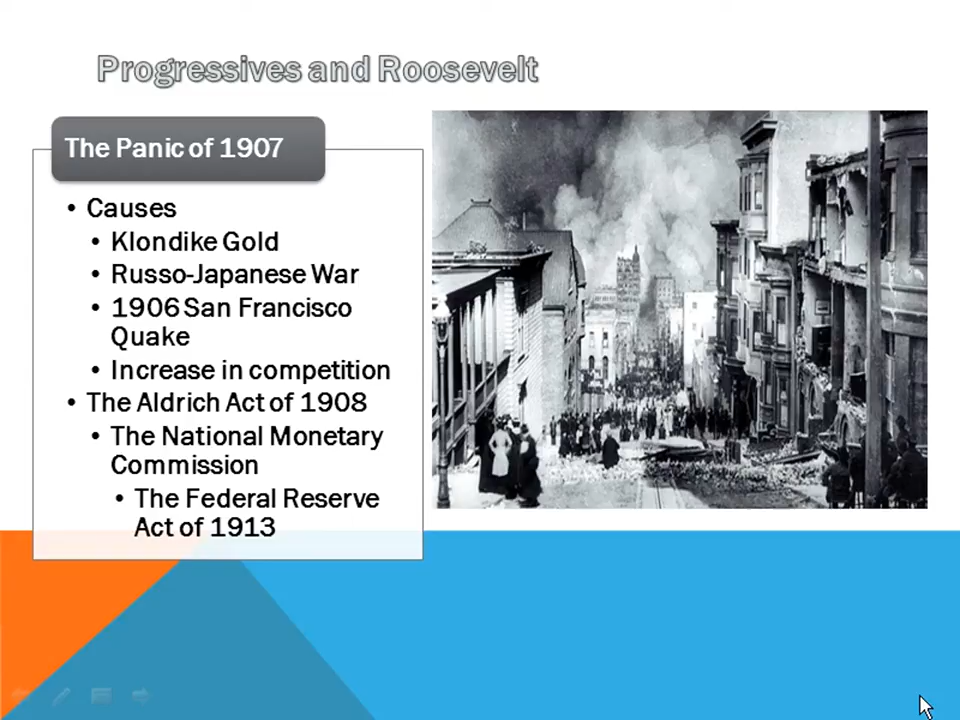 Progressives and Roosevelt
The Panic of 1907
• Causes
• Klondike Gold
• Russo-Japanese War
• 1906 San Francisco
Quake
• Increase in competition
• The Aldrich Act of 1908
• The National Monetary
Commission
• The Federal Reserve
Act of 1913